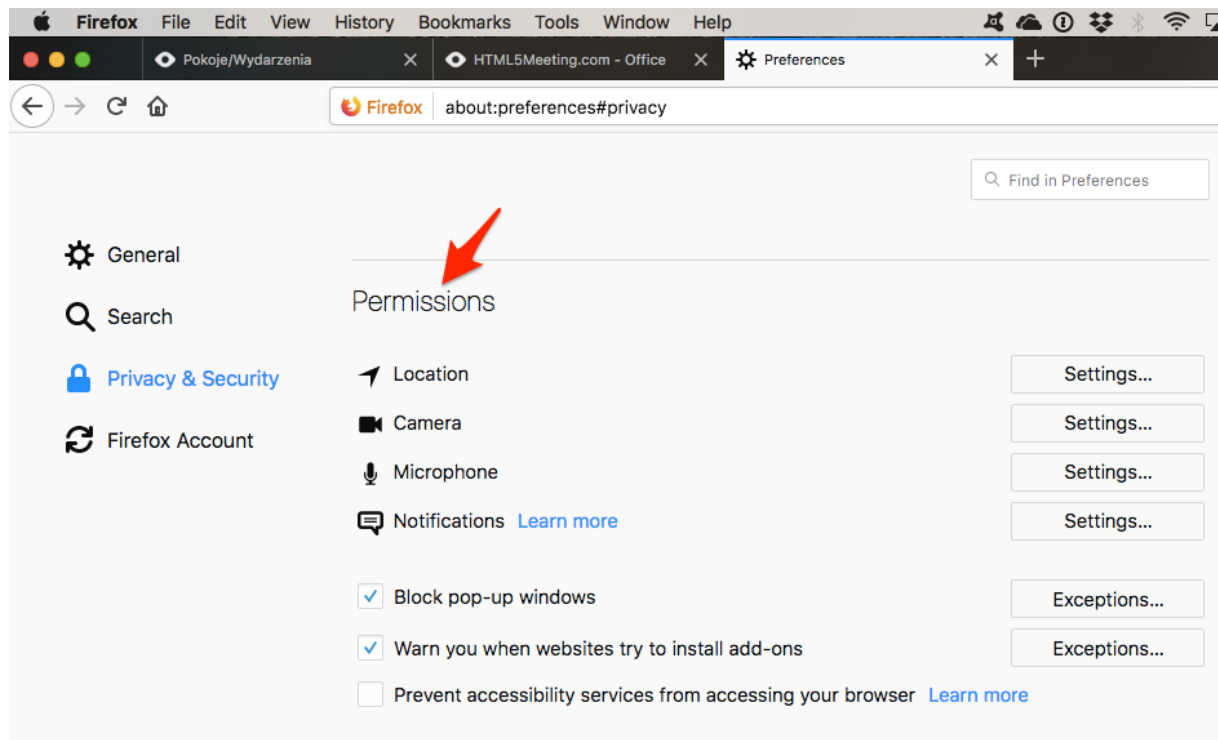 Firefox File Edit View History Bookmarks Tools Window Help
Pokoje/Wydarzenia HTML5Meeting.com - Office Preferences
Firefox about:preferences#privacy
Find in Preferences
General
Search
Privacy & Security
Firefox Account
Permissions
Location Settings...
Camera Settings...
Microphone Settings...
Notifications Learn more Settings...
Block pop-up windows Exceptions...
Warn you when websites try to install add-ons Exceptions...
Prevent accessibility services from accessing your browser Learn more